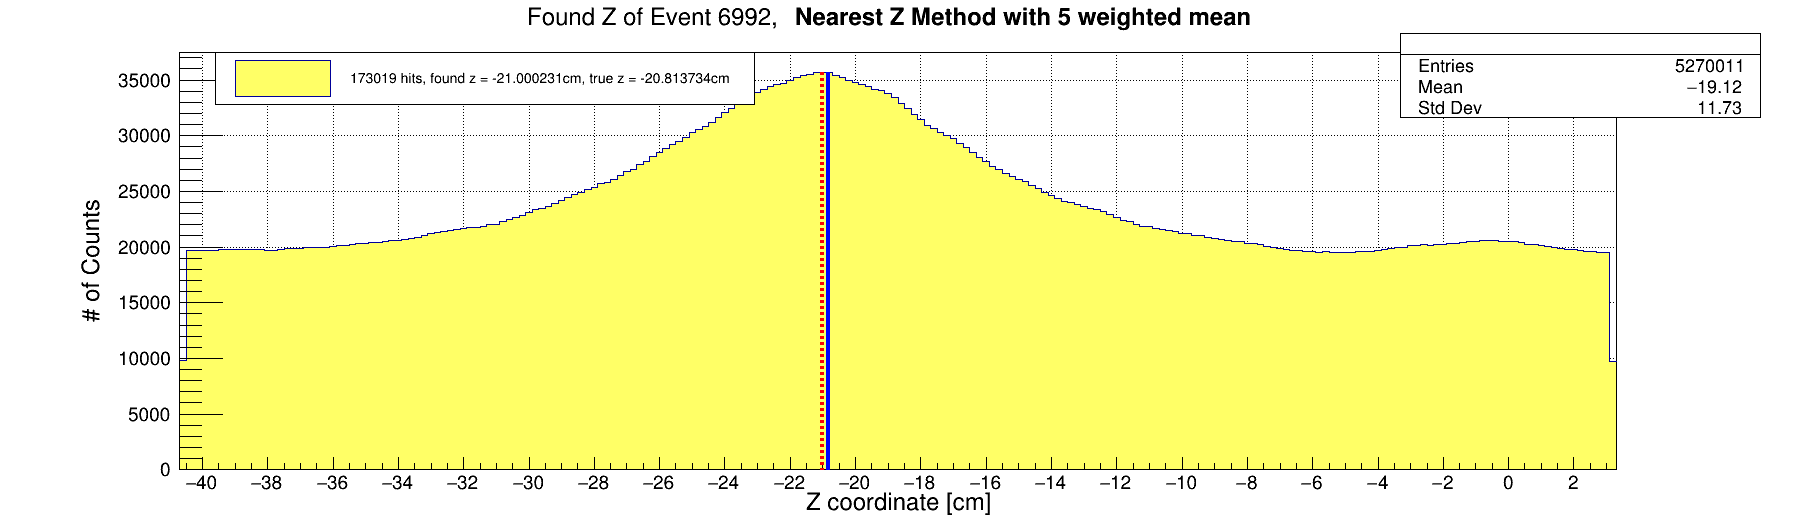 Found Z of Event 6992, Nearest Z Method with 5 weighted mean
173019 hits, found z = -21.000231cm, true z = -20.813734cm
Entries 5270011
Mean −19.12
Std Dev 11.73
# of Counts
35000
30000
25000
20000
15000
10000
5000
0
−40 −38 −36 −34 −32 −30 −28 −26 −24 −22 −20 −18 −16 −14 −12 −10 −8 −6 −4 −2 0 2
Z coordinate [cm]